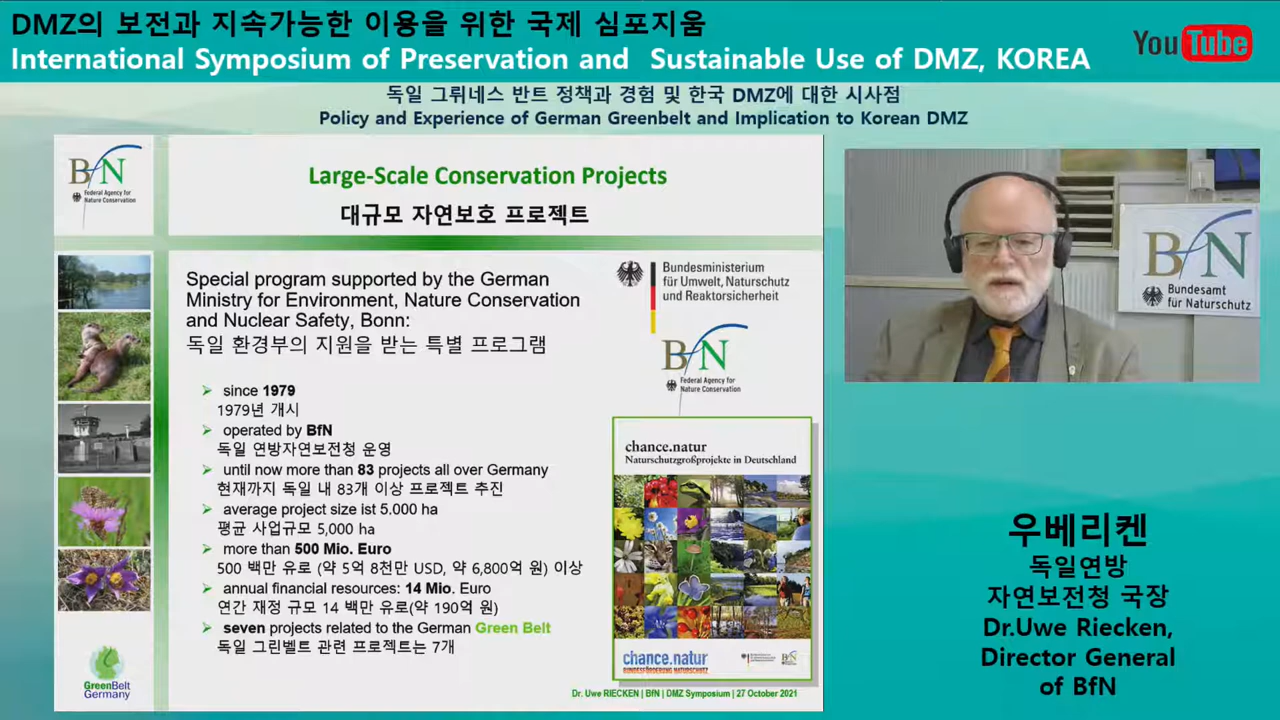 DMZ의 보전과 지속가능한 이용을 위한 국제 심포지움
International Symposium of Preservation and Sustainable Use of DMZ, KOREA
YouTube
독일 그뤼네스 반트 정책과 경험 및 한국 DMZ에 대한 시사점
Policy and Experience of German Greenbelt and Implication to Korean DMZ
BfN
Federal Agency for
Nature Conservation
Large-Scale Conservation Projects
대규모 자연보호 프로젝트
Special program supported by the German
Ministry for Environment, Nature Conservation
and Nuclear Safety, Bonn:
독일 환경부의 지원을 받는 특별 프로그램
since 1979
1979년 개시
operated by BfN
독일 연방자연보전청 운영
until now more than 83 projects all over Germany
현재까지 독일 내 83개 이상 프로젝트 추진
average project size ist 5.000 ha
평균 사업규모 5,000 ha
more than 500 Mio. Euro
500 백만 유로 (약 5억 8천만 USD, 약 6,800억 원) 이상
annual financial resources: 14 Mio. Euro
연간 재정 규모 14 백만 유로(약 190억 원)
seven projects related to the German Green Belt
독일 그린벨트 관련 프로젝트는 7개
Bundesministerium
für Umwelt, Naturschutz
und Reaktorsicherheit
BfN
Federal Agency for
Nature Conservation
chance.natur
Naturschutzgroßprojekte in Deutschland
chance.natur
BUNDESFÖRDERUNG NATURSCHUTZ
BfN
GreenBelt
Germany
Dr. Uwe RIECKEN | BfN | DMZ Symposium | 27 October 2021
BfN
Bundesamt
für Naturschutz
우베리켄
독일연방
자연보전청 국장
Dr.Uwe Riecken,
Director General
of BfN